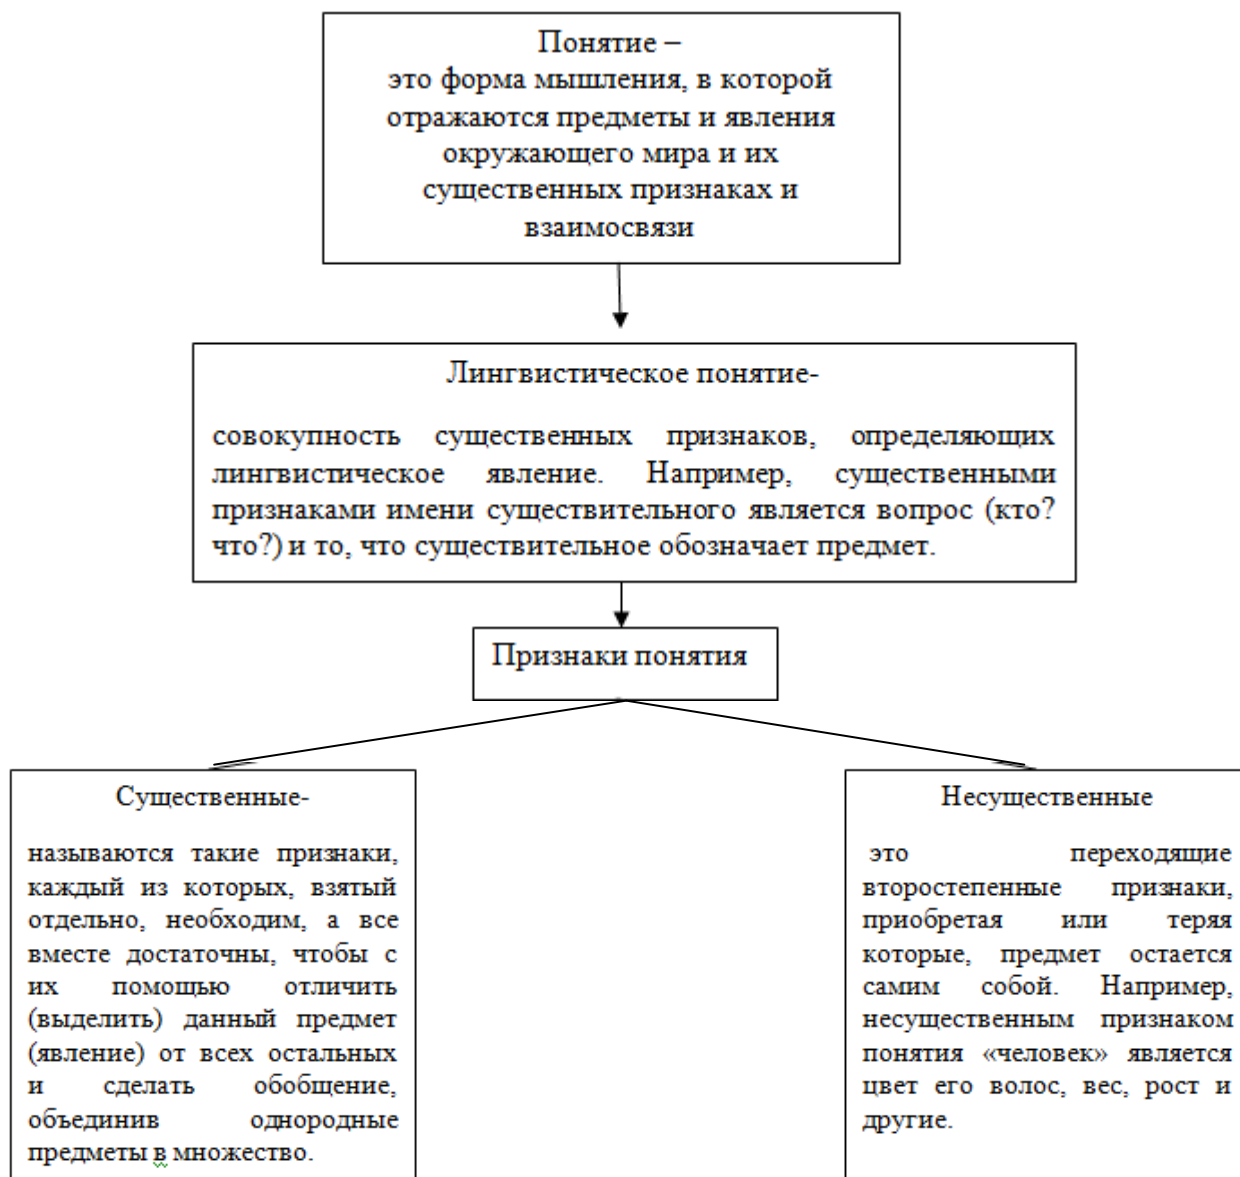 Понятие –
это форма мышления, в которой
отражаются предметы и явления
окружающего мира и их
существенных признаках и
взаимосвязи
Лингвистическое понятие-
совокупность существенных признаков, определяющих
лингвистическое явление. Например, существенными
признаками имени существительного является вопрос (кто?
что?) и то, что существительное обозначает предмет.
Признаки понятия
Существенные-
называются такие признаки,
каждый из которых, взятый
отдельно, необходим, а все
вместе достаточны, чтобы с
их помощью отличить
(выделить) данный предмет
(явление) от всех остальных
и сделать обобщение,
объединив однородные
предметы в множество.
Несущественные
это переходящие
второстепенные признаки,
приобретая или теряя
которые, предмет остается
самим собой. Например,
несущественным признаком
понятия «человек» является
цвет его волос, вес, рост и
другие.